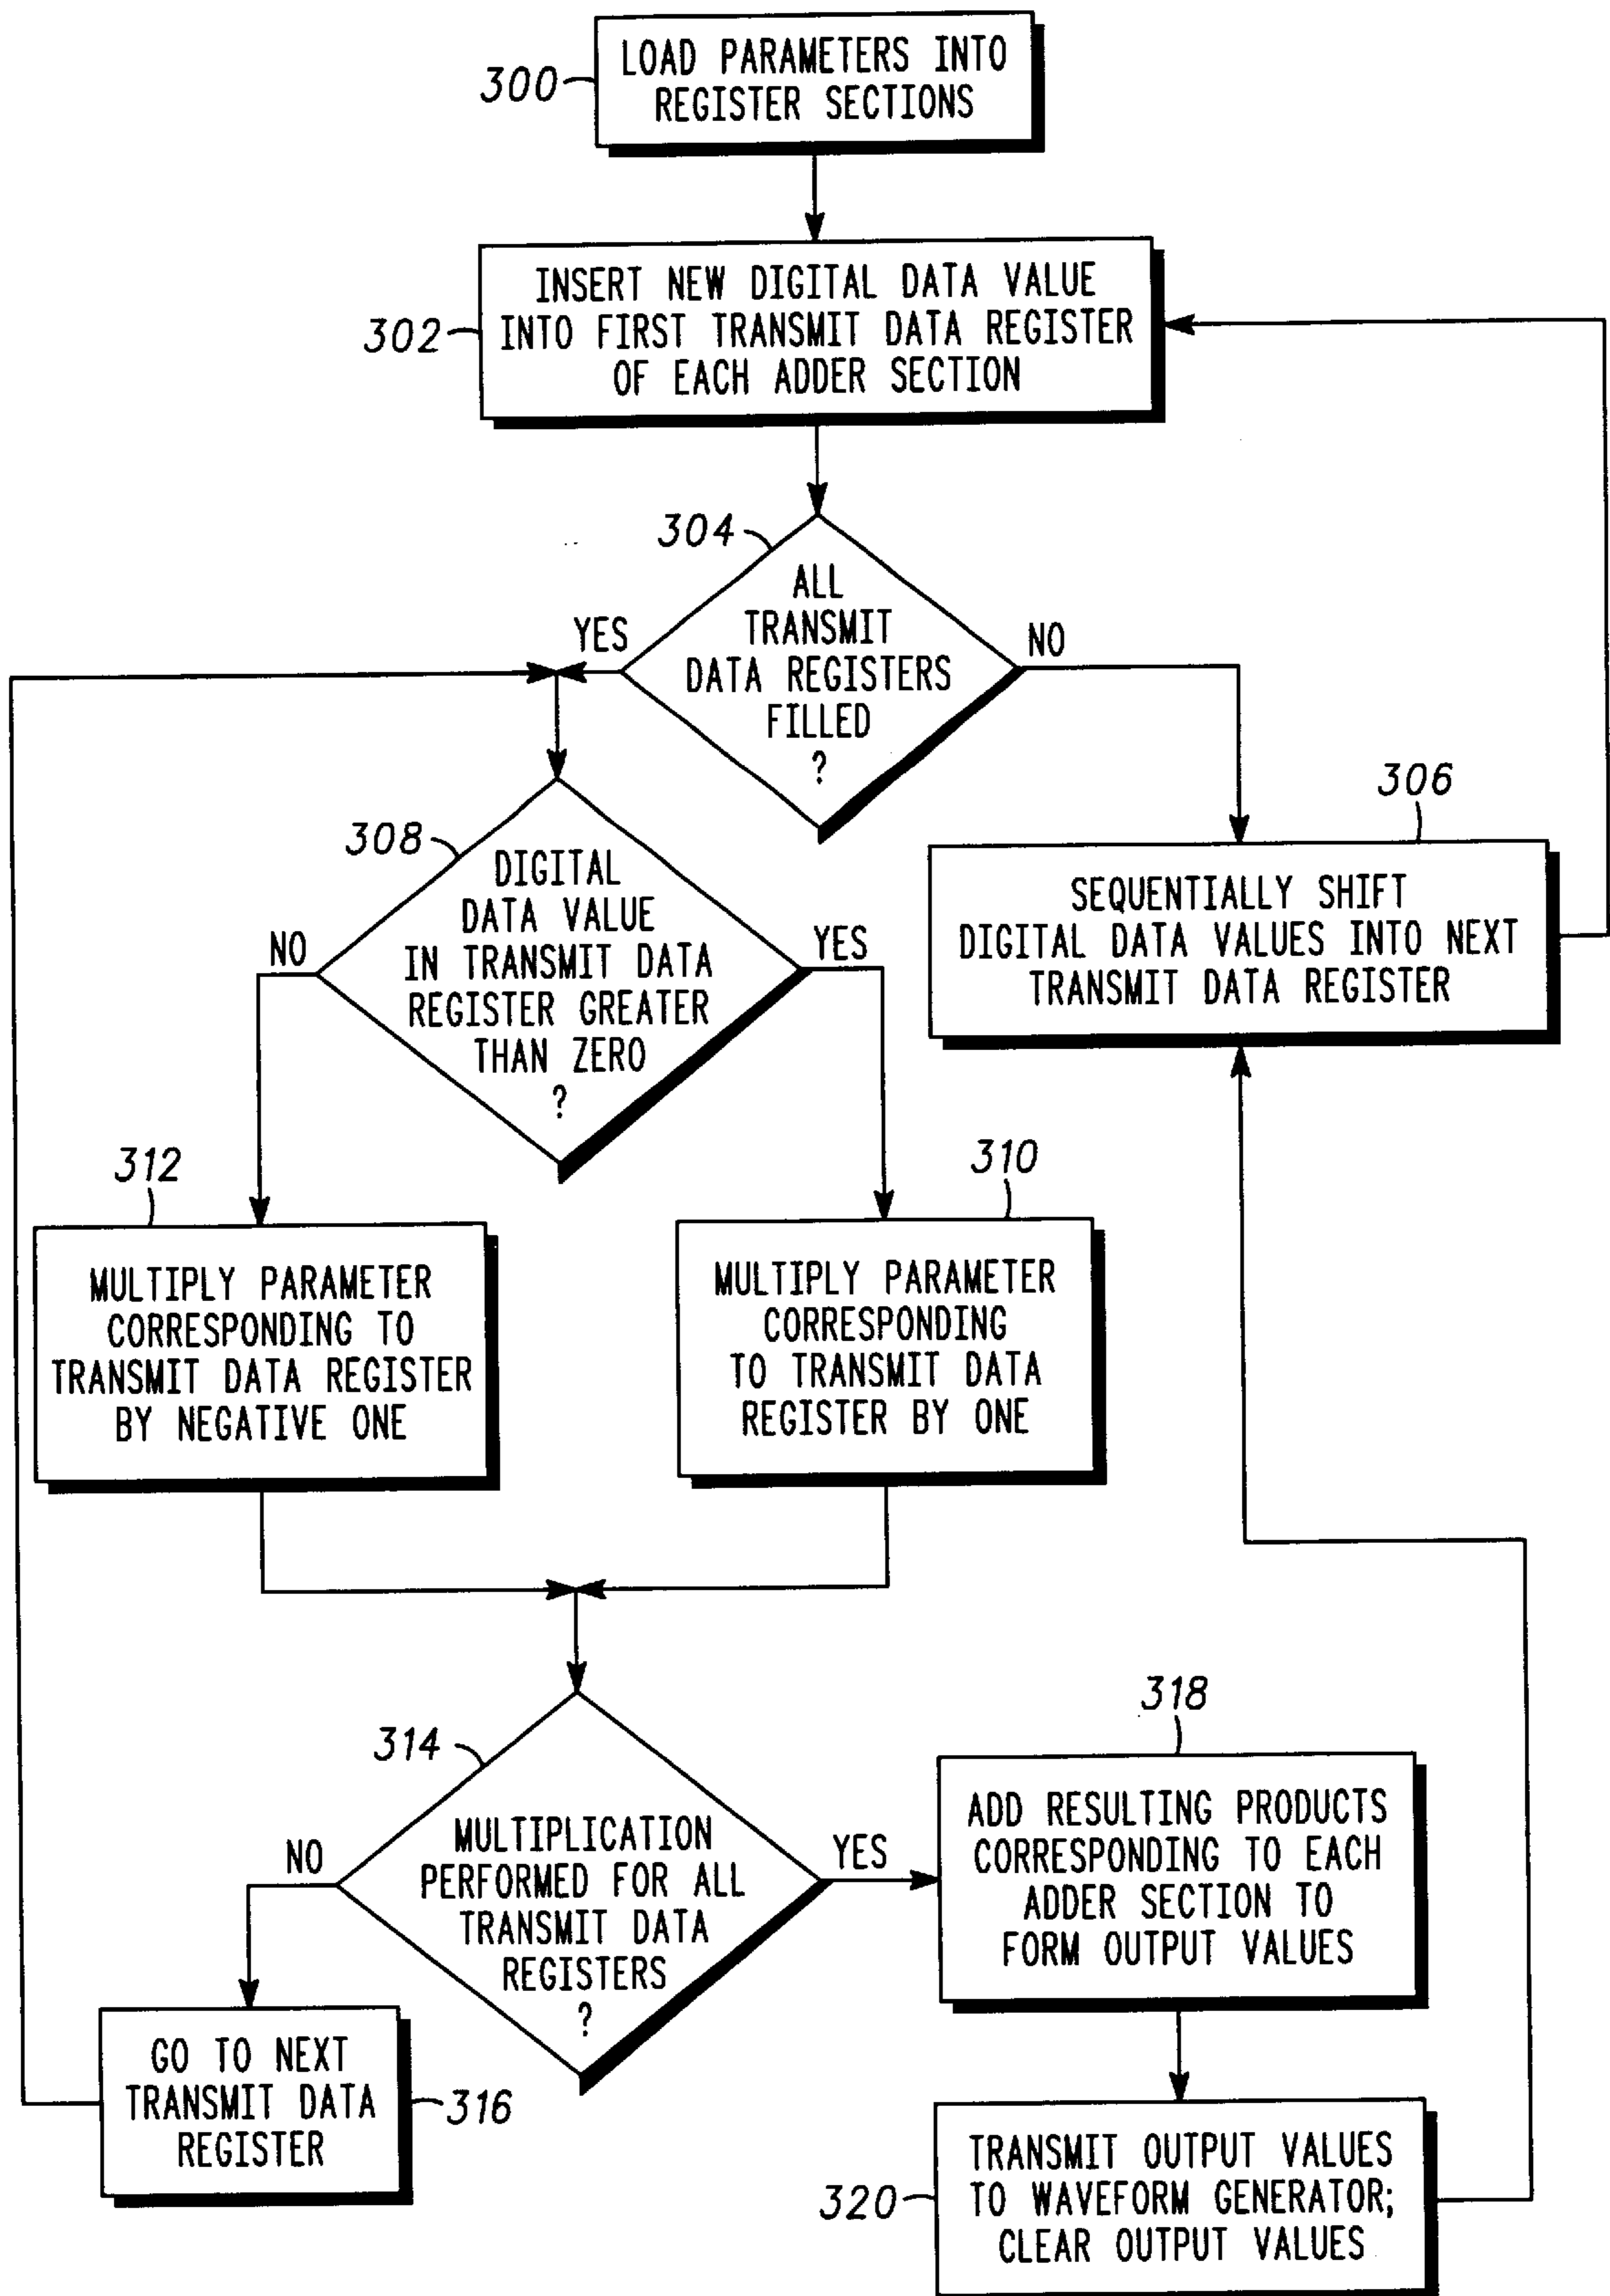 300
LOAD PARAMETERS INTO
REGISTER SECTIONS
302
INSERT NEW DIGITAL DATA VALUE
INTO FIRST TRANSMIT DATA REGISTER
OF EACH ADDER SECTION
304
ALL
TRANSMIT
DATA REGISTERS
FILLED
?
YES
NO
306
SEQUENTIALLY SHIFT
DIGITAL DATA VALUES INTO NEXT
TRANSMIT DATA REGISTER
308
DIGITAL
DATA VALUE
IN TRANSMIT DATA
REGISTER GREATER
THAN ZERO
?
NO
YES
312
MULTIPLY PARAMETER
CORRESPONDING TO
TRANSMIT DATA REGISTER
BY NEGATIVE ONE
310
MULTIPLY PARAMETER
CORRESPONDING
TO TRANSMIT DATA
REGISTER BY ONE
314
MULTIPLICATION
PERFORMED FOR ALL
TRANSMIT DATA
REGISTERS
?
NO
YES
318
ADD RESULTING PRODUCTS
CORRESPONDING TO EACH
ADDER SECTION TO
FORM OUTPUT VALUES
GO TO NEXT
TRANSMIT DATA
REGISTER
316
320
TRANSMIT OUTPUT VALUES
TO WAVEFORM GENERATOR;
CLEAR OUTPUT VALUES